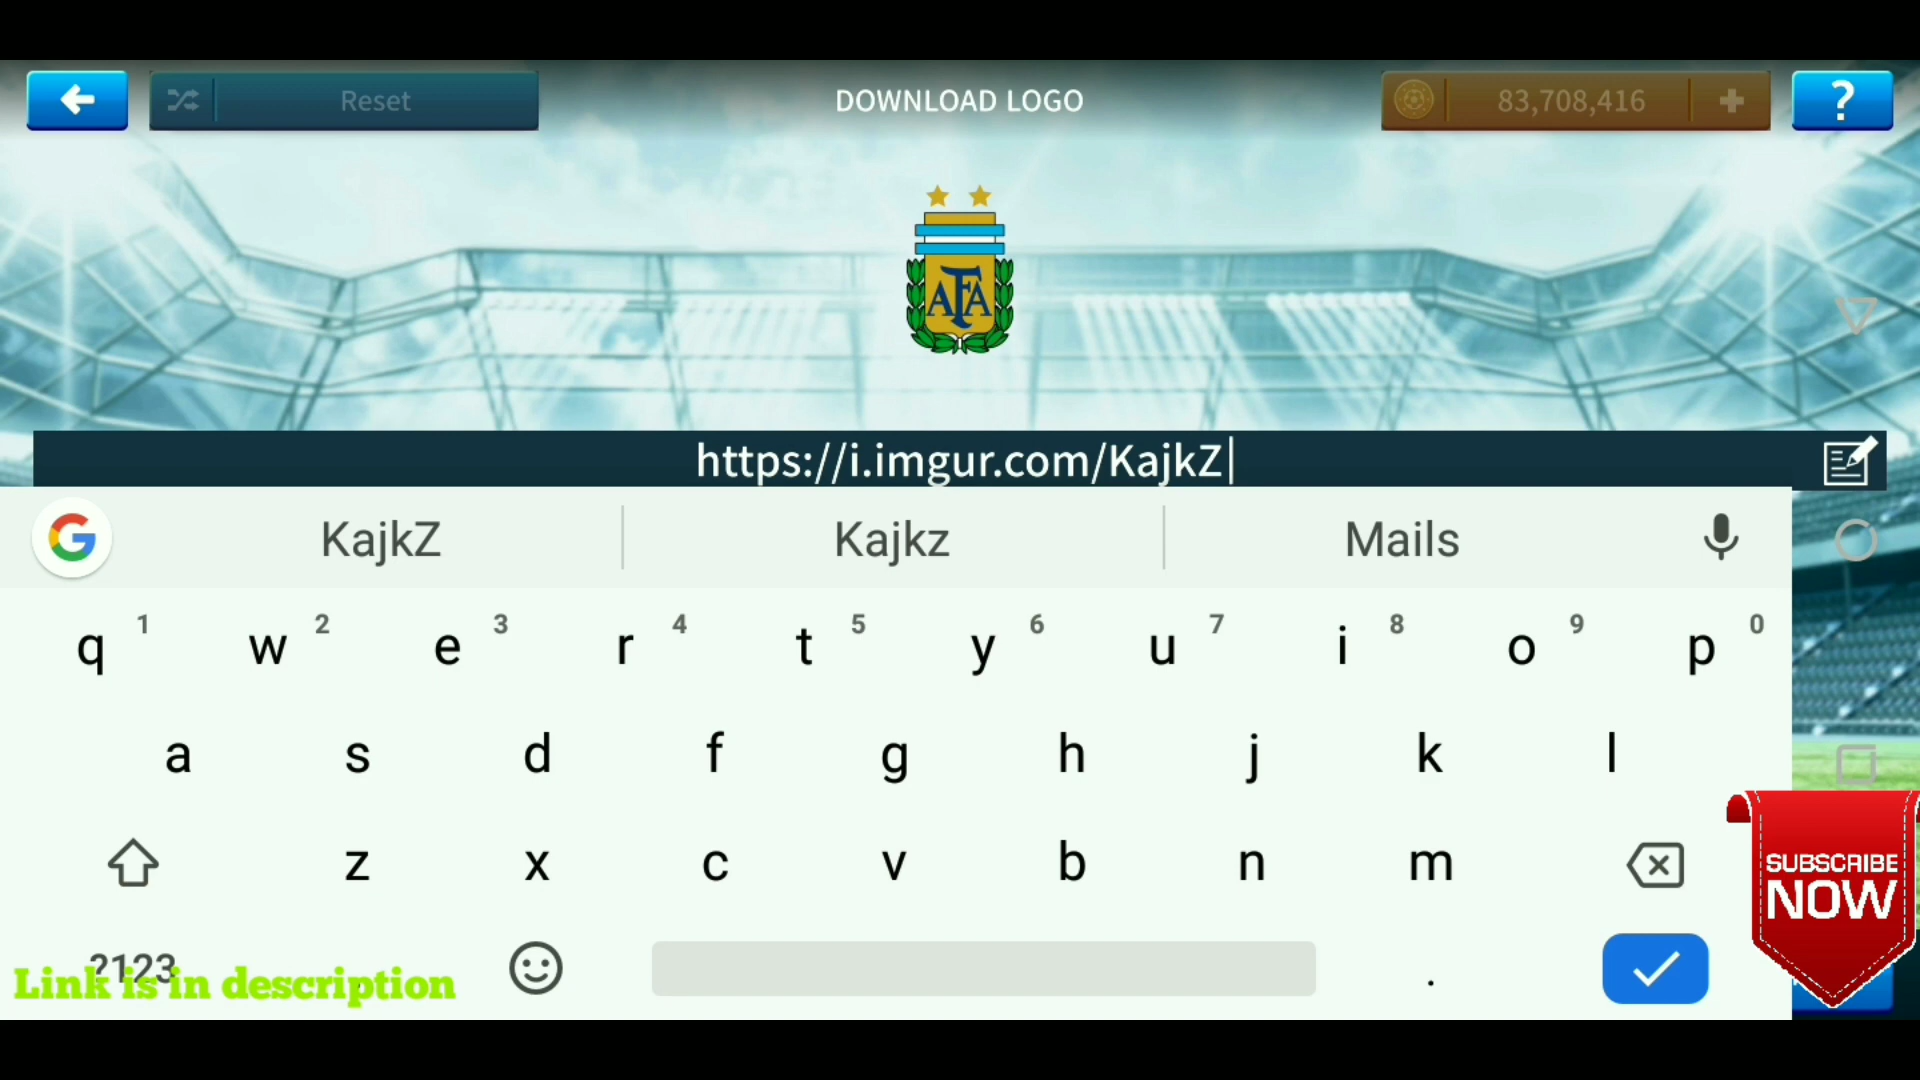 Reset
DOWNLOAD LOGO
83,708,416
?
AFA
https://i.imgur.com/KajkZ
KajkZ
Kajkz
Mails
q 1 w 2 e 3 r 4 t 5 y 6 u 7 i 8 o 9 p 0
a s d f g h j k l
z x c v b n m
?123
.
Link is in description
SUBSCRIBE
NOW